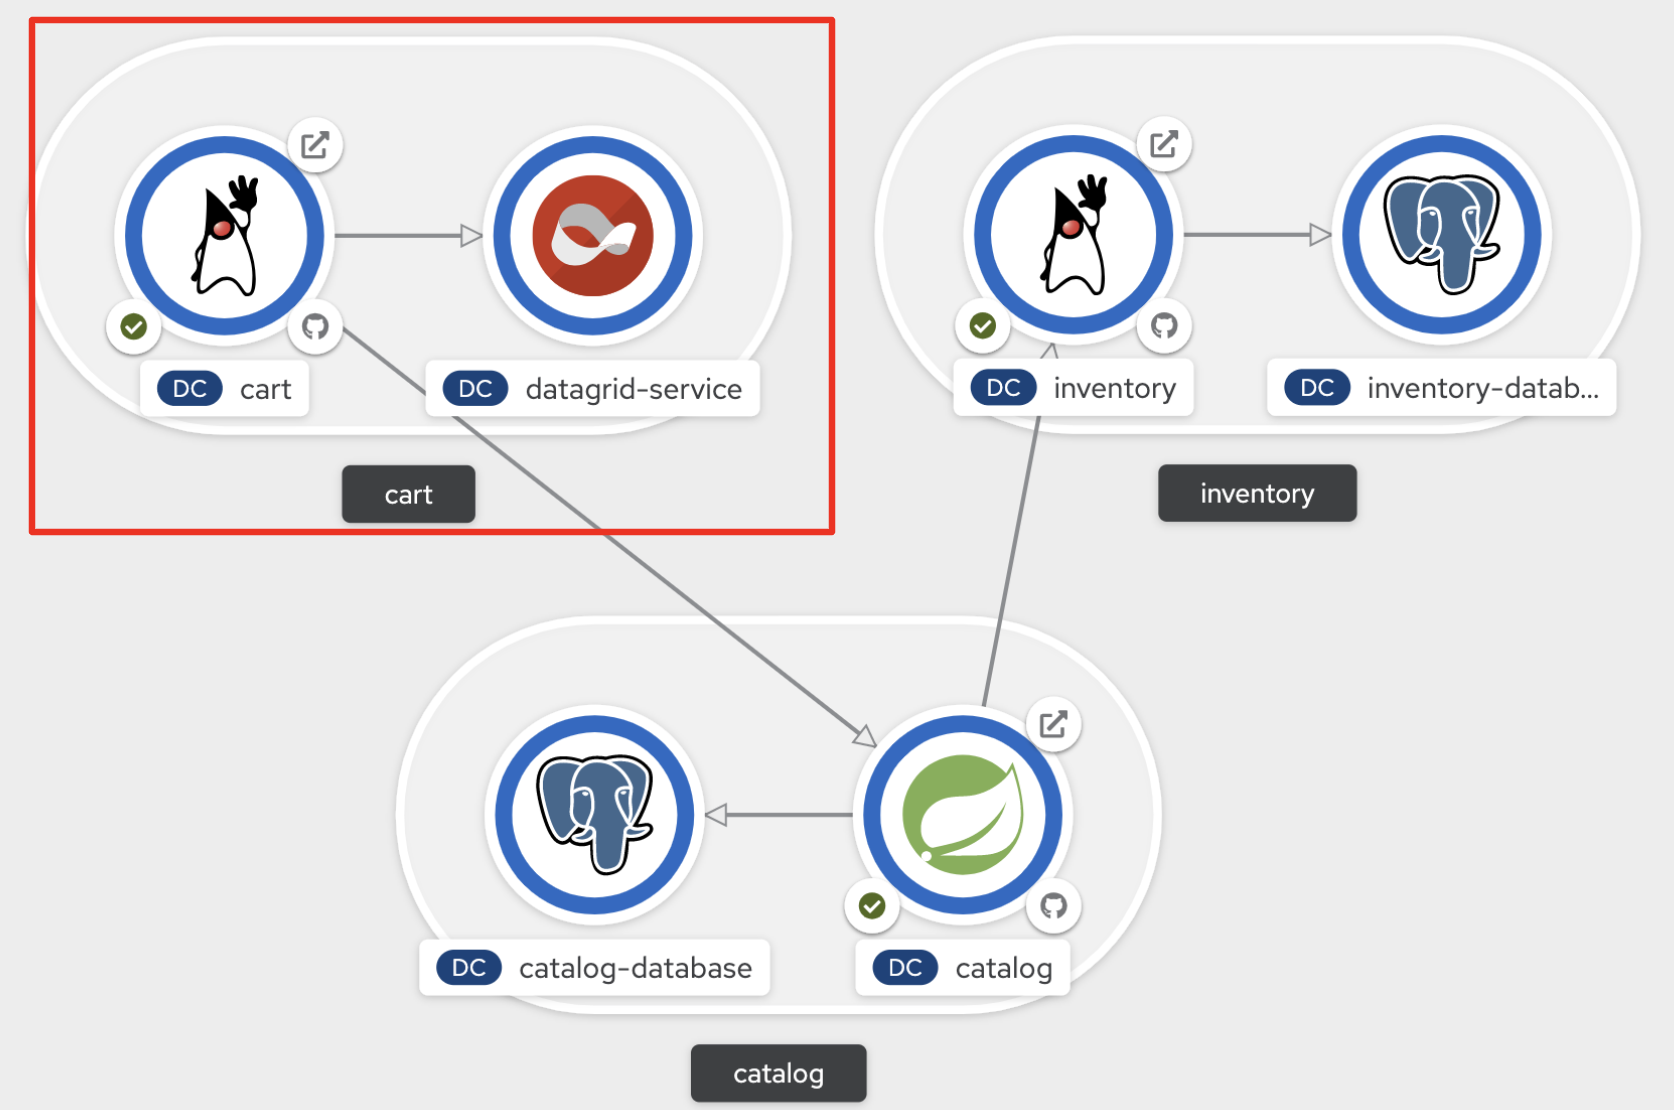 DC cart
DC datagrid-service
cart
DC inventory
DC inventory-datab...
inventory
DC catalog-database
DC catalog
catalog